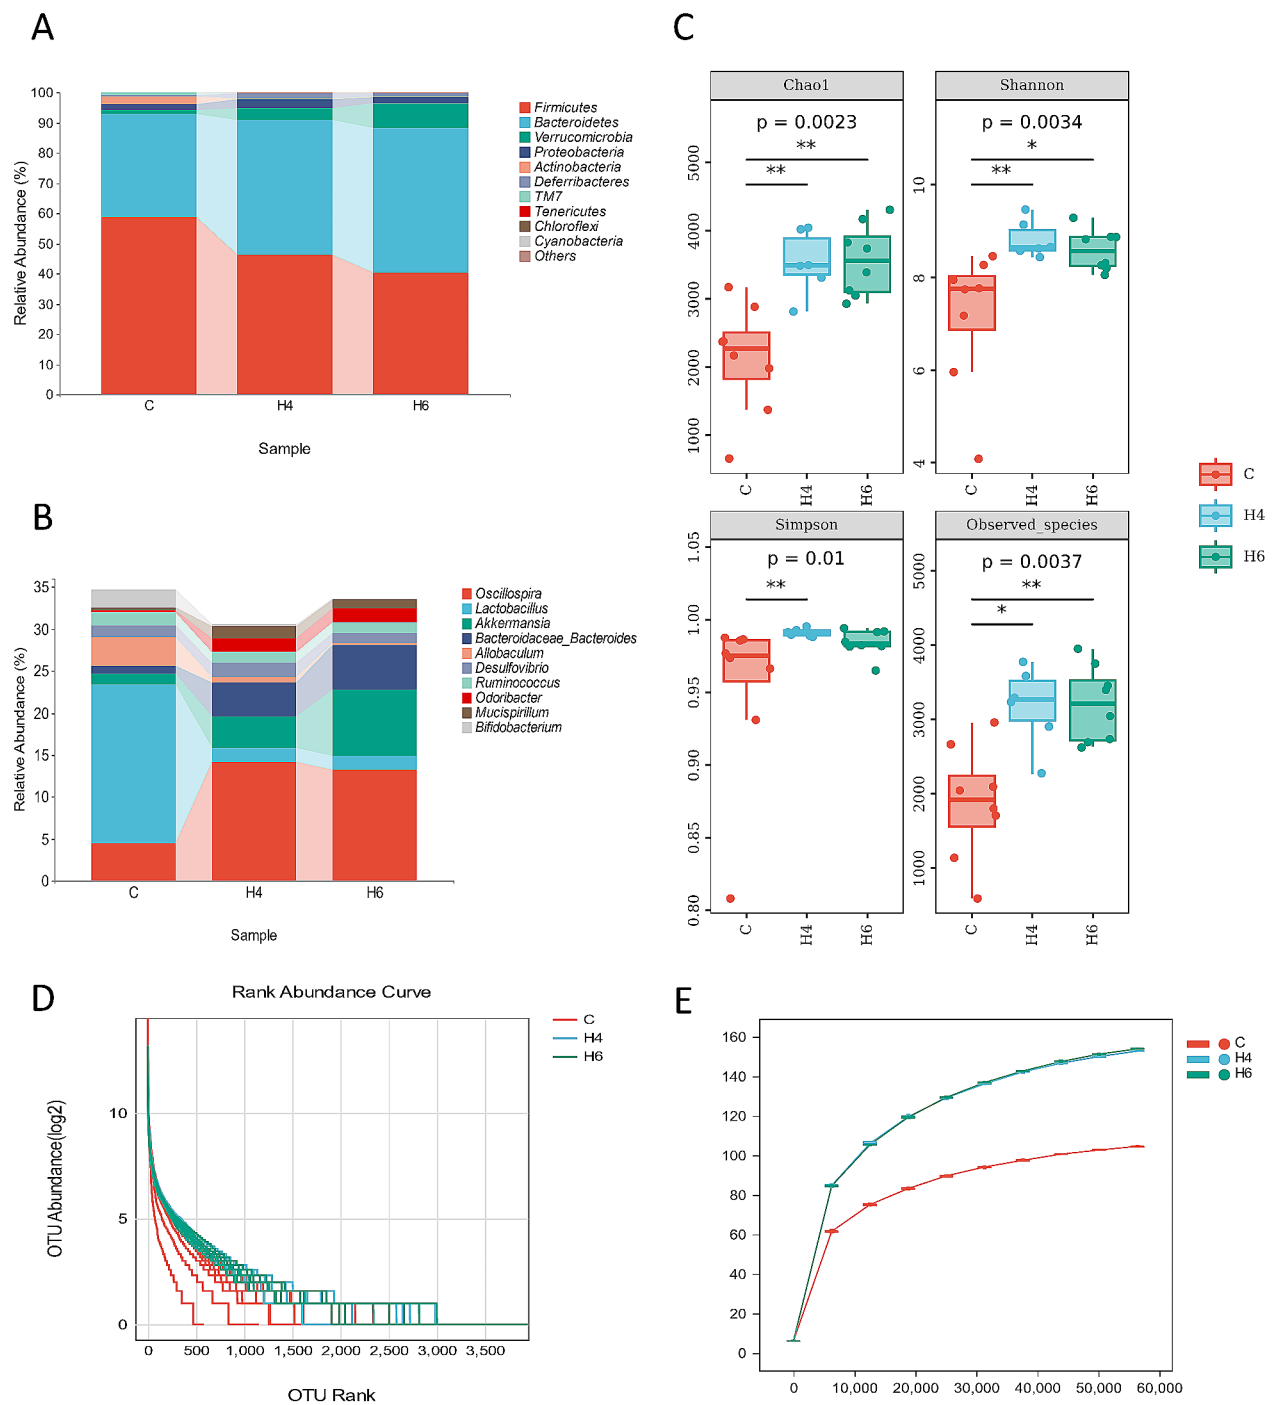 A
100
90
80
70
60
50
40
30
20
10
0
Relative Abundance (%)
C
H4
H6
Sample
Firmicutes
Bacteroidetes
Verrucomicrobia
Proteobacteria
Actinobacteria
Deferribacteres
TM7
Tenericutes
Chloroflexi
Cyanobacteria
Others
B
35
30
25
20
15
10
5
0
Relative Abundance (%)
C
H4
H6
Sample
Oscillospira
Lactobacillus
Akkermansia
Bacteroidaceae_Bacteroides
Allobaculum
Desulfovibrio
Ruminococcus
Odoribacter
Mucispirillum
Bifidobacterium
C
Chao1
p = 0.0023
**
**
5000
4000
3000
2000
1000
C
H4
H6
Shannon
p = 0.0034
*
**
10
8
6
4
C
H4
H6
Simpson
p = 0.01
**
1.05
1.00
0.95
0.90
0.85
0.80
C
H4
H6
Observed_species
p = 0.0037
**
*
5000
4000
3000
2000
1000
C
H4
H6
C
H4
H6
D
Rank Abundance Curve
OTU Abundance(log2)
10
5
0
0
500
1,000
1,500
2,000
2,500
3,000
3,500
OTU Rank
C
H4
H6
E
160
140
120
100
80
60
40
20
0
0
10,000
20,000
30,000
40,000
50,000
60,000
C
H4
H6